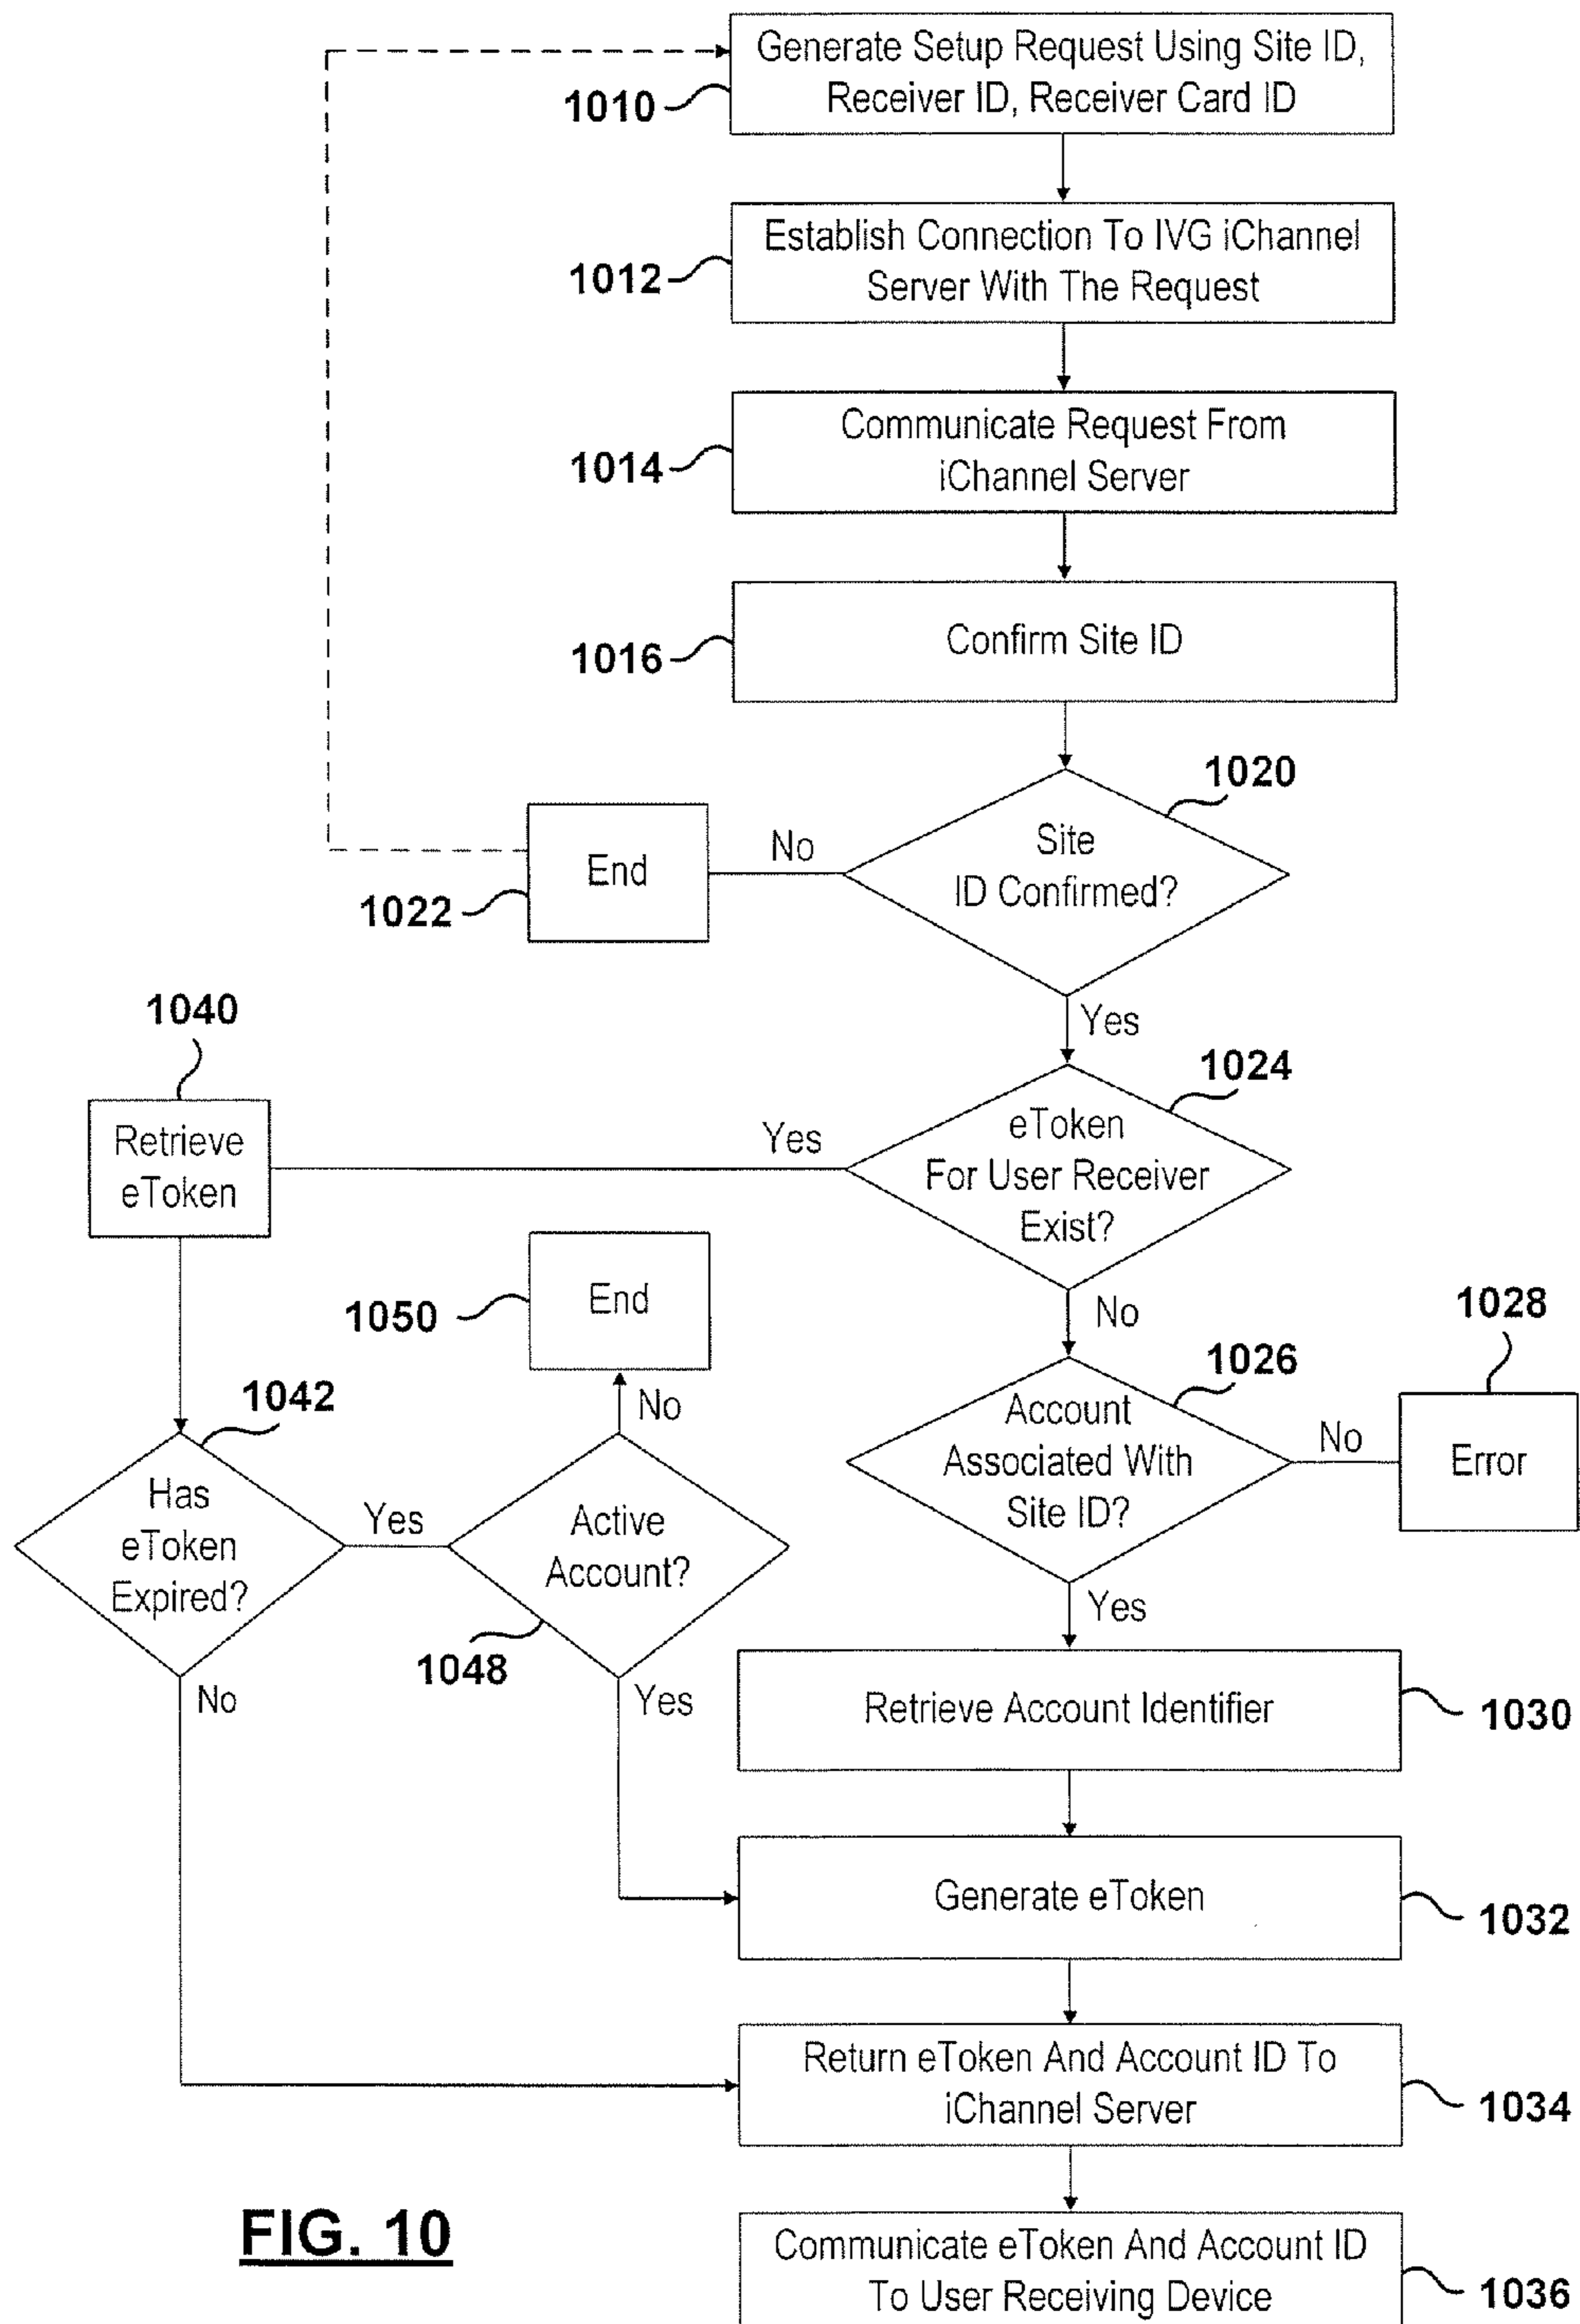 Generate Setup Request Using Site ID,
Receiver ID, Receiver Card ID
1010
Establish Connection To IVG iChannel
Server With The Request
1012
Communicate Request From
iChannel Server
1014
Confirm Site ID
1016
1020
Site
ID Confirmed?
No
End
1022
Yes
1040
1024
Retrieve
eToken
Yes
eToken
For User Receiver
Exist?
End
1050
No
1028
1042
No
1026
Account
Associated With
Site ID?
No
Error
Has
eToken
Expired?
Yes
Active
Account?
1048
Yes
No
Yes
Retrieve Account Identifier
1030
Generate eToken
1032
Return eToken And Account ID To
iChannel Server
1034
FIG. 10
Communicate eToken And Account ID
To User Receiving Device
1036